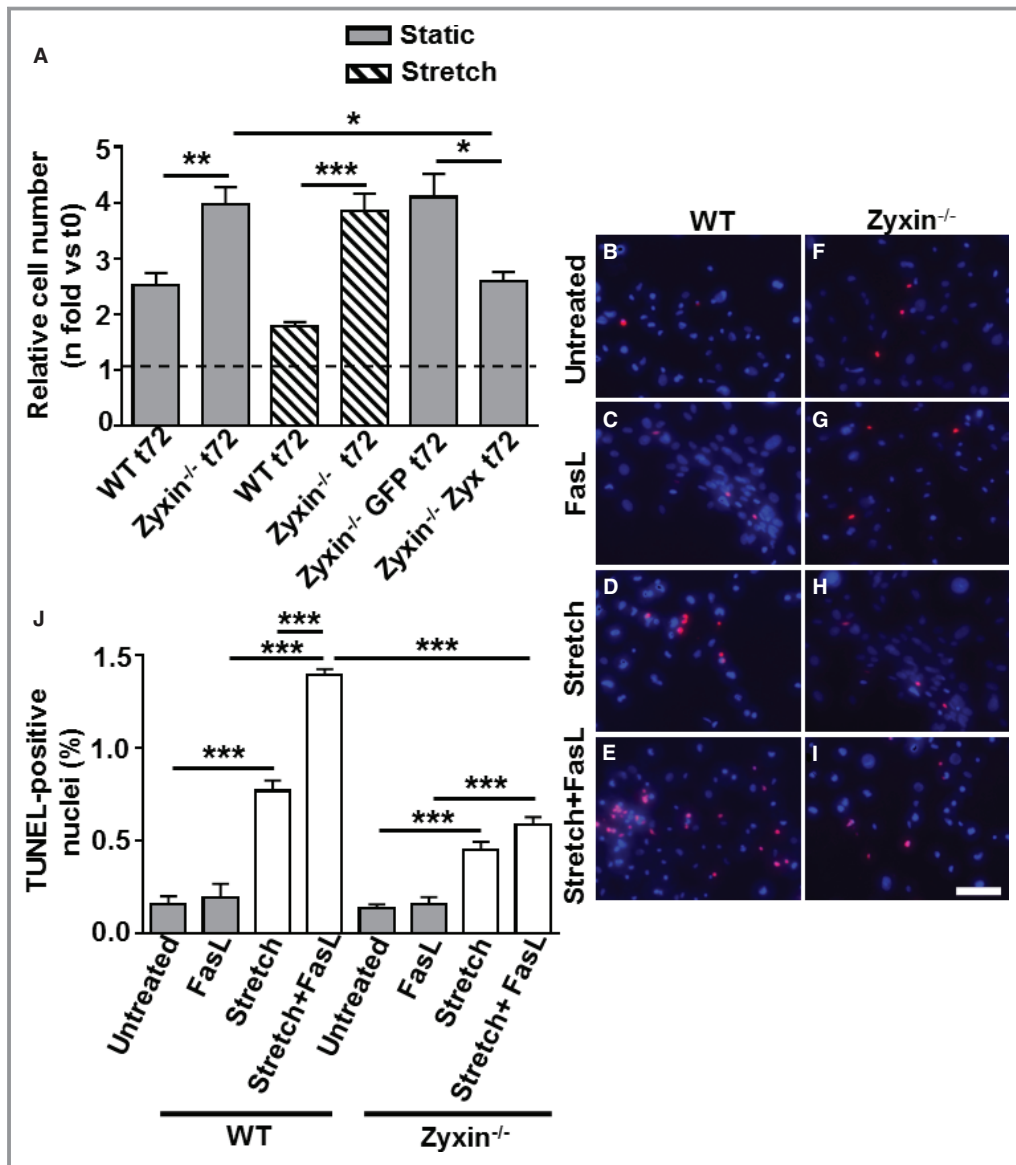 A
Static
Stretch
Relative cell number
(n fold vs t0)
5
4
3
2
1
0
**
***
*
*
WT t72
Zyxin-/- t72
WT t72
Zyxin-/- t72
Zyxin-/- GFP t72
Zyxin-/- Zyx t72
WT
Zyxin-/-
Untreated
B
F
FasL
C
G
Stretch
D
H
Stretch+FasL
E
I
J
TUNEL-positive
nuclei (%)
1.5
1.0
0.5
0.0
***
***
***
***
***
***
Untreated
FasL
Stretch
Stretch+FasL
Untreated
FasL
Stretch
Stretch+ FasL
WT
Zyxin-/-